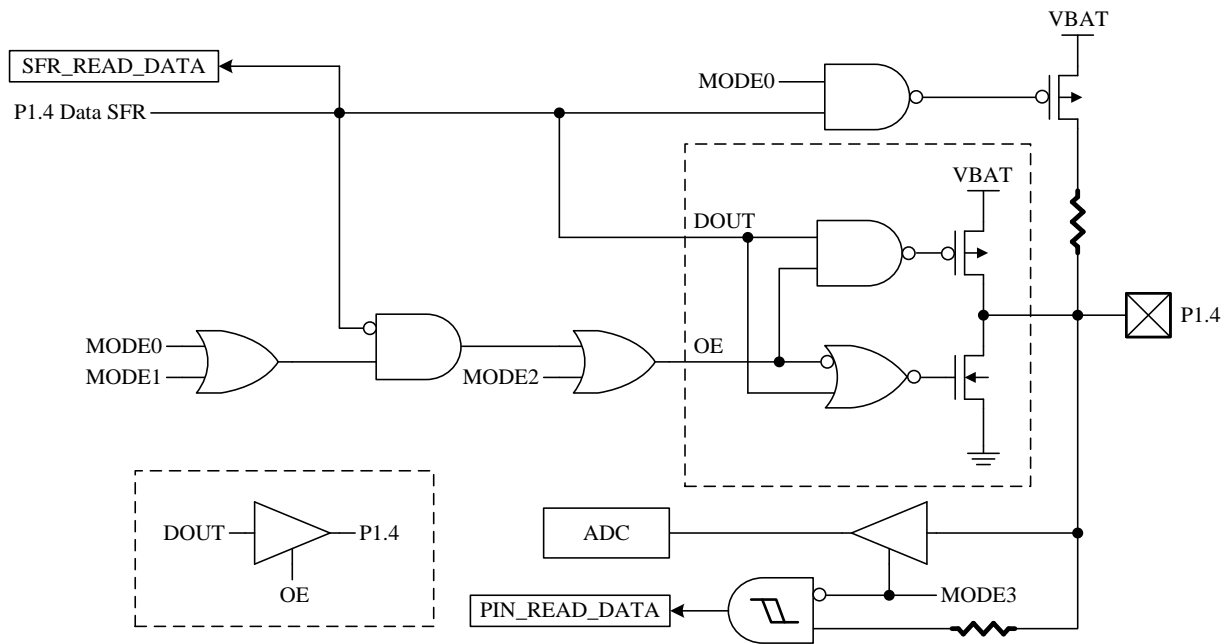 VBAT
SFR_READ_DATA
MODE0
P1.4 Data SFR
VBAT
DOUT
P1.4
MODE0
OE
MODE1
MODE2
DOUT
P1.4
ADC
OE
MODE3
PIN_READ_DATA